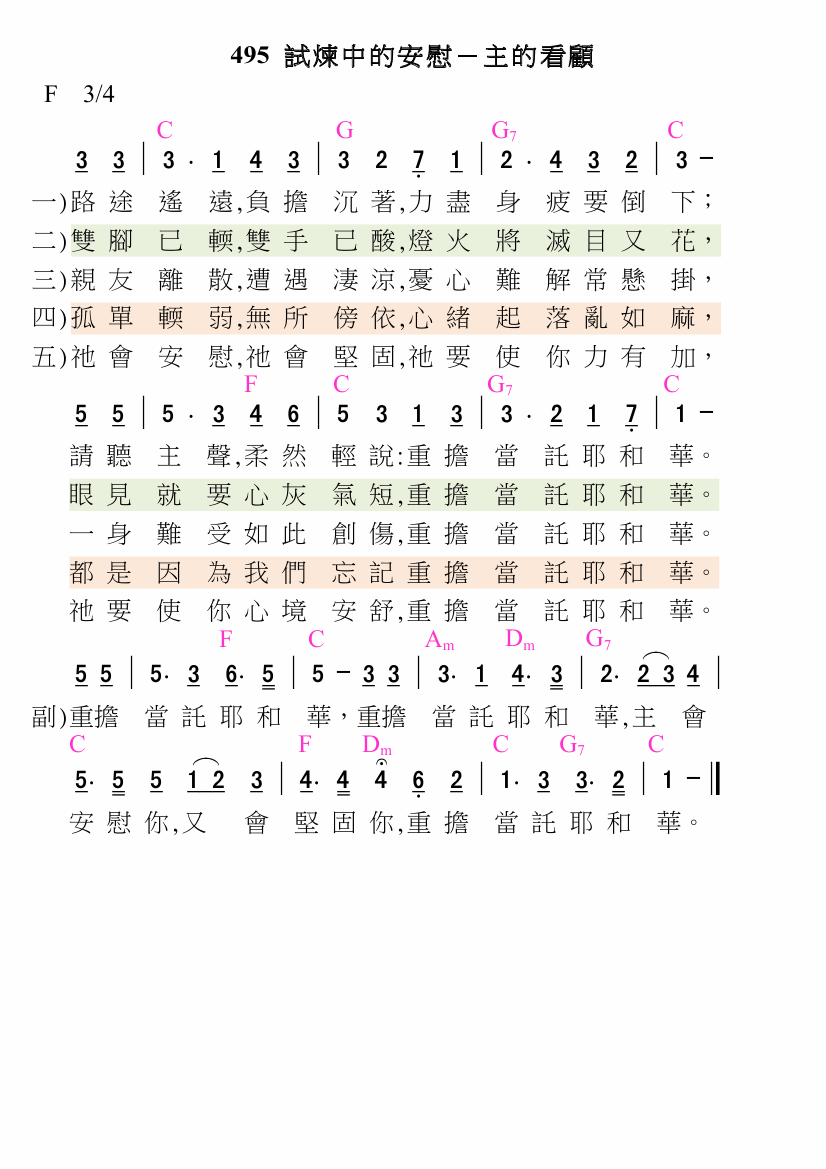 495 試煉中的安慰－主的看顧
F 3/4
C G G7 C
3 3 | 3 · 1 4 3 | 3 2 7 1 | 2 · 4 3 2 | 3 –
一)路途遙遠,負擔沉著,力盡身疲要倒下；
二)雙腳已輭,雙手已酸,燈火將滅目又花，
三)親友離散,遭遇淒涼,憂心難解常懸掛，
四)孤單輭弱,無所傍依,心緒起落亂如麻，
五)祂會安慰,祂會堅固,祂要使你力有加，
F C G7 C
5 5 | 5 · 3 4 6 | 5 3 1 3 | 3 · 2 1 7 | 1 –
請聽主聲,柔然輕說:重擔當託耶和華。
眼見就要心灰氣短,重擔當託耶和華。
一身難受如此創傷,重擔當託耶和華。
都是因為我們忘記重擔當託耶和華。
祂要使你心境安舒,重擔當託耶和華。
F C Am Dm G7
5 5 | 5· 3 6· 5 | 5 – 3 3 | 3· 1 4· 3 | 2· 2 3 4 |
副)重擔當託耶和華，重擔當託耶和華,主會
C F Dm C G7 C
5· 5 5 1 2 3 | 4· 4 4 6 2 | 1· 3 3· 2 | 1 – ‖
安慰你,又會堅固你,重擔當託耶和華。